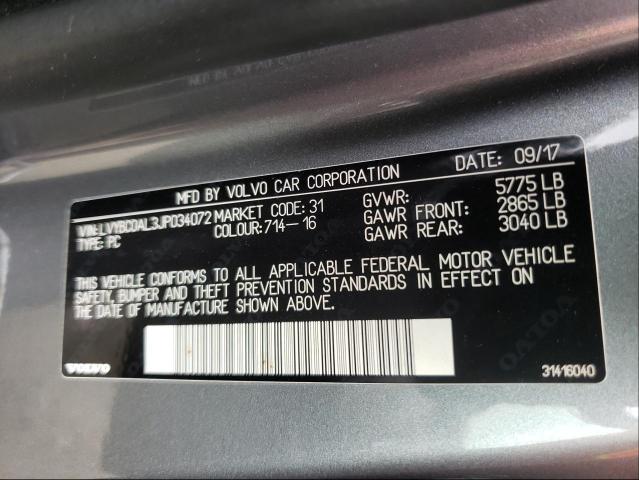 MFD BY VOLVO CAR CORPORATION DATE: 09/17
VIN:LVYBC0AL3JP034072 MARKET CODE: 31 GVWR: 5775 LB
TYPE: PC COLOUR:714-16 GAWR FRONT: 2865 LB
GAWR REAR: 3040 LB
THIS VEHICLE CONFORMS TO ALL APPLICABLE FEDERAL MOTOR VEHICLE
SAFETY, BUMPER AND THEFT PREVENTION STANDARDS IN EFFECT ON
THE DATE OF MANUFACTURE SHOWN ABOVE.
VOLVO 31416040